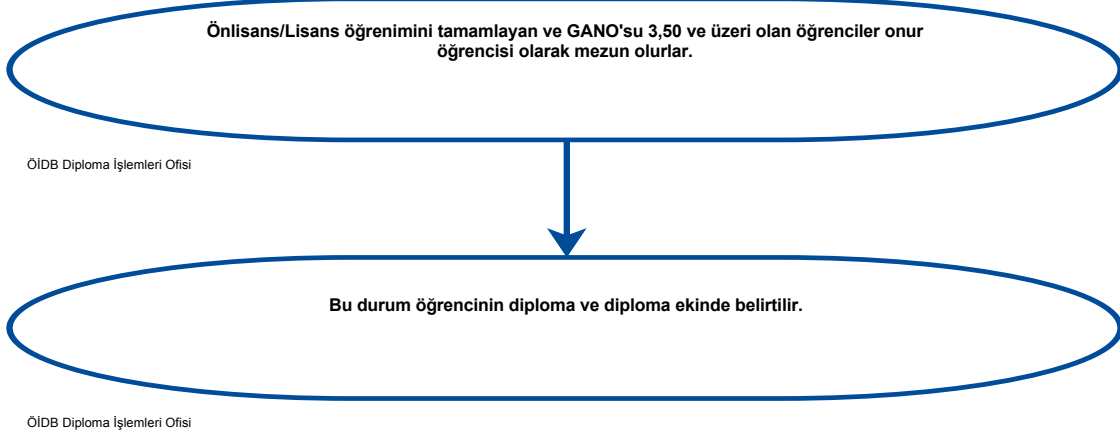 Önlisans/Lisans öğrenimini tamamlayan ve GANO'su 3,50 ve üzeri olan öğrenciler onur
öğrencisi olarak mezun olurlar.
ÖİDB Diploma İşlemleri Ofisi
Bu durum öğrencinin diploma ve diploma ekinde belirtilir.
ÖİDB Diploma İşlemleri Ofisi